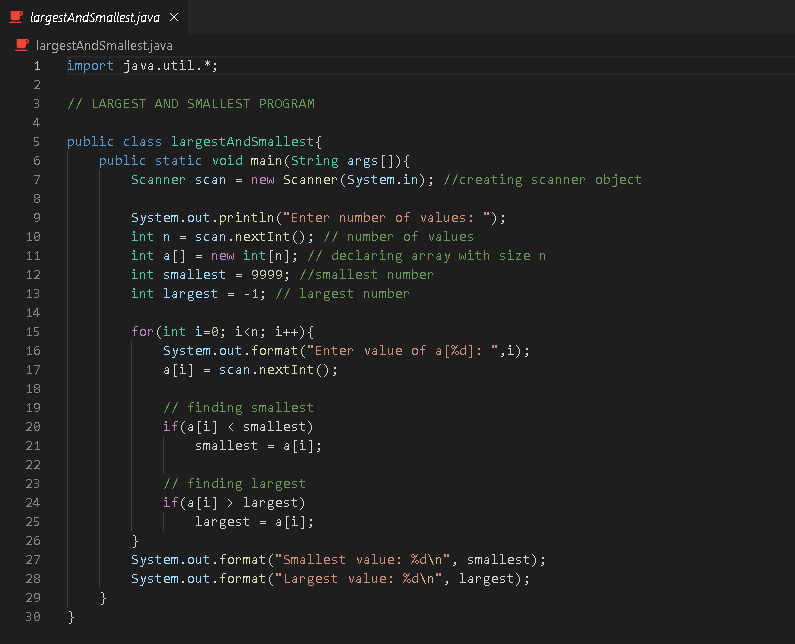 largestAndSmallest.java ×
largestAndSmallest.java
1 import java.util.*;
2
3 // LARGEST AND SMALLEST PROGRAM
4
5 public class largestAndSmallest{
6     public static void main(String args[]){
7         Scanner scan = new Scanner(System.in); //creating scanner object
8
9         System.out.println("Enter number of values: ");
10         int n = scan.nextInt(); // number of values
11         int a[] = new int[n]; // declaring array with size n
12         int smallest = 9999; //smallest number
13         int largest = -1; // largest number
14
15         for(int i=0; i<n; i++){
16             System.out.format("Enter value of a[%d]: ",i);
17             a[i] = scan.nextInt();
18
19             // finding smallest
20             if(a[i] < smallest)
21                 smallest = a[i];
22
23             // finding largest
24             if(a[i] > largest)
25                 largest = a[i];
26         }
27         System.out.format("Smallest value: %d\n", smallest);
28         System.out.format("Largest value: %d\n", largest);
29     }
30 }